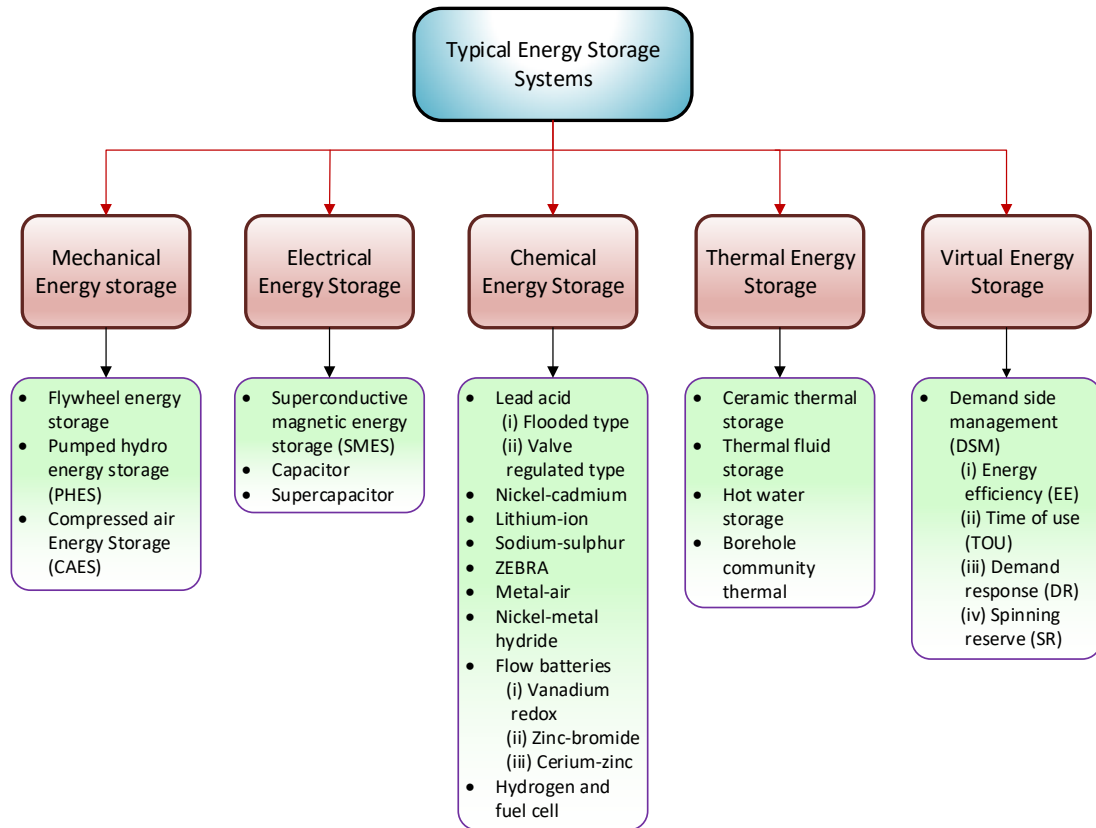 Typical Energy Storage
Systems
Mechanical
Energy storage
Electrical
Energy Storage
Chemical
Energy Storage
Thermal Energy
Storage
Virtual Energy
Storage
• Flywheel energy
storage
• Pumped hydro
energy storage
(PHES)
• Compressed air
Energy Storage
(CAES)
• Superconductive
magnetic energy
storage (SMES)
• Capacitor
• Supercapacitor
• Lead acid
(i) Flooded type
(ii) Valve
regulated type
• Nickel-cadmium
• Lithium-ion
• Sodium-sulphur
• ZEBRA
• Metal-air
• Nickel-metal
hydride
• Flow batteries
(i) Vanadium
redox
(ii) Zinc-bromide
(iii) Cerium-zinc
• Hydrogen and
fuel cell
• Ceramic thermal
storage
• Thermal fluid
storage
• Hot water
storage
• Borehole
community
thermal
• Demand side
management
(DSM)
(i) Energy
efficiency (EE)
(ii) Time of use
(TOU)
(iii) Demand
response (DR)
(iv) Spinning
reserve (SR)